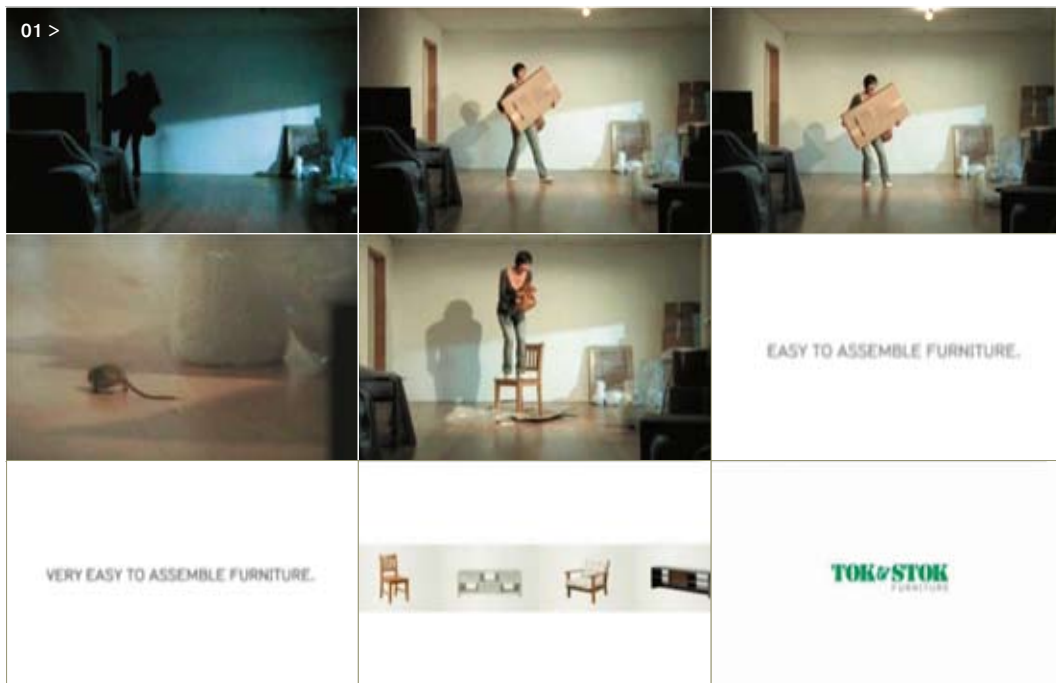 01 >
EASY TO ASSEMBLE FURNITURE.
VERY EASY TO ASSEMBLE FURNITURE.
TOK&STOK
FURNITURE